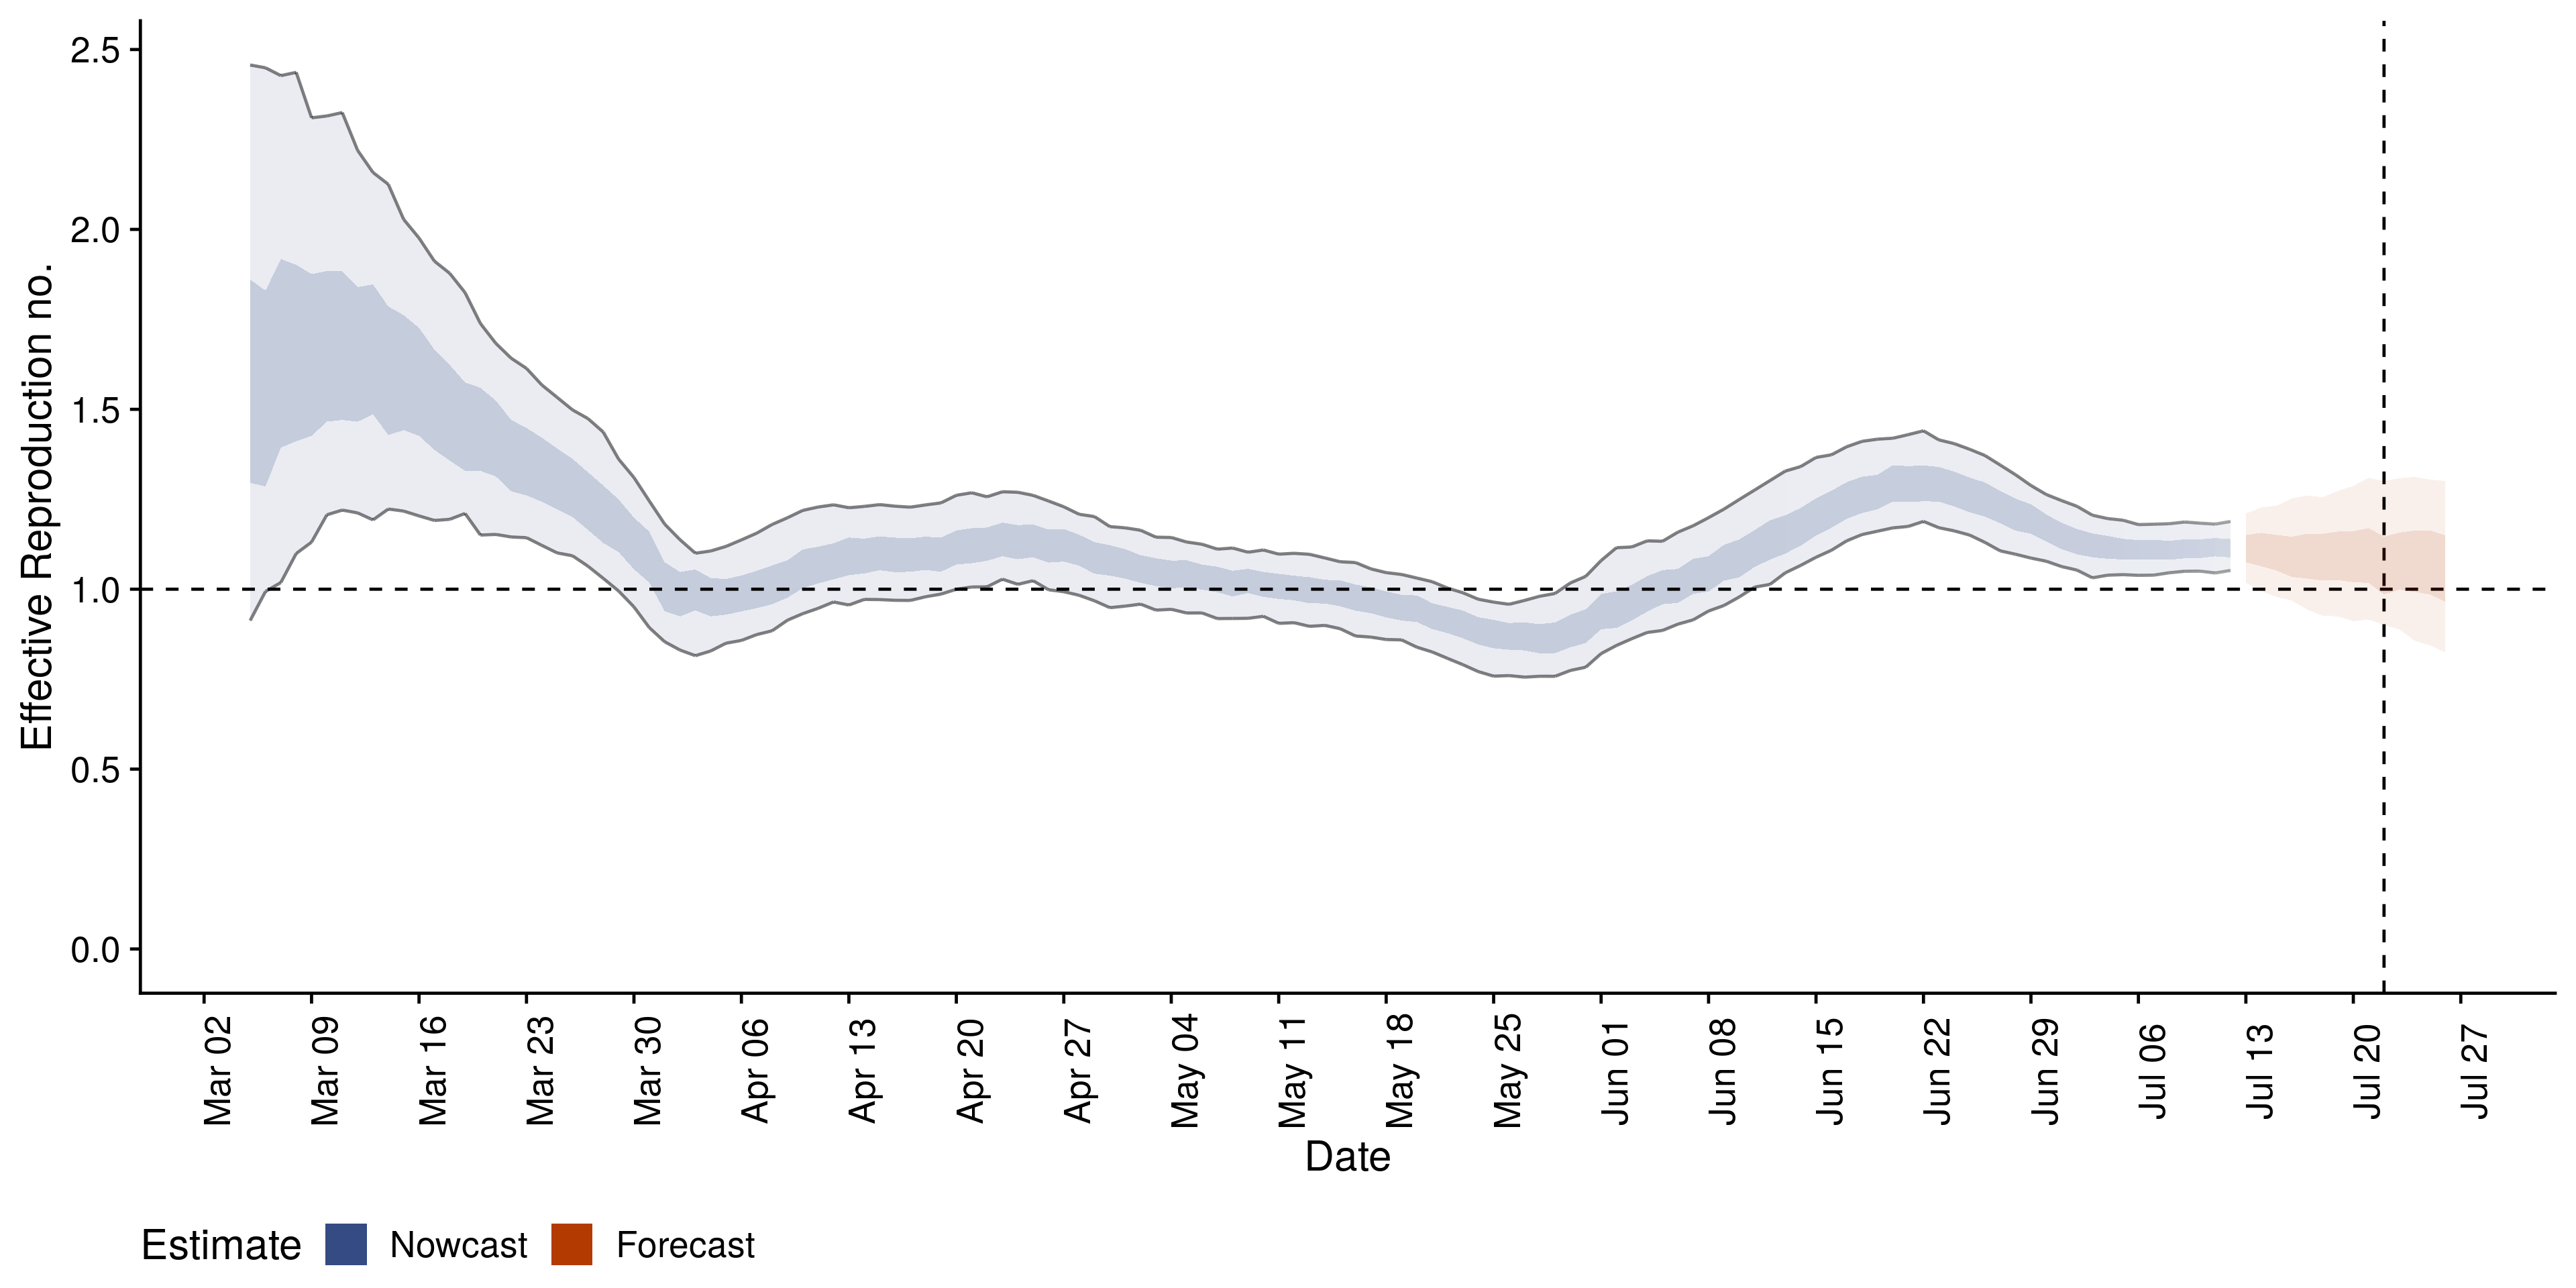 Effective Reproduction no.
2.5
2.0
1.5
1.0
0.5
0.0
Mar 02
Mar 09
Mar 16
Mar 23
Mar 30
Apr 06
Apr 13
Apr 20
Apr 27
May 04
May 11
May 18
May 25
Jun 01
Jun 08
Jun 15
Jun 22
Jun 29
Jul 06
Jul 13
Jul 20
Jul 27
Date
Estimate Nowcast Forecast